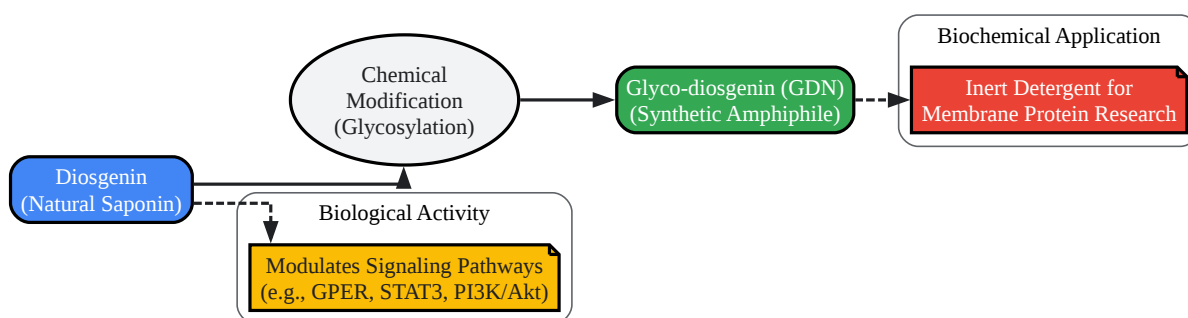 Biochemical Application
Chemical
Modification
(Glycosylation)
Glyco-diosgenin (GDN)
(Synthetic Amphiphile)
Inert Detergent for
Membrane Protein Research
Diosgenin
(Natural Saponin)
Biological Activity
Modulates Signaling Pathways
(e.g., GPER, STAT3, PI3K/Akt)